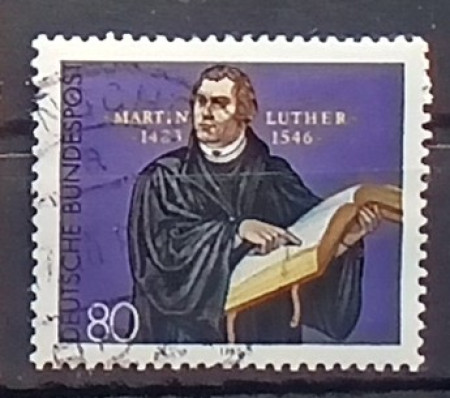 DEUTSCHE BUNDESPOST
MARTIN LUTHER
1483 1546
80